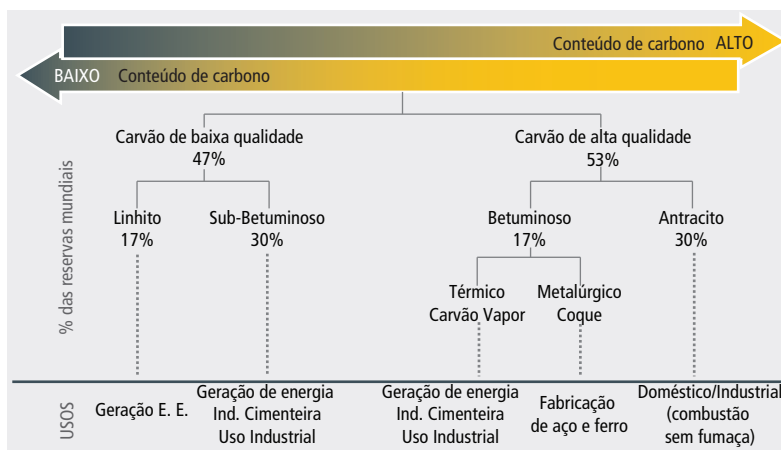 Conteúdo de carbono ALTO
BAIXO Conteúdo de carbono
% das reservas mundiais
Carvão de baixa qualidade
47%
Carvão de alta qualidade
53%
Linhito
17%
Sub-Betuminoso
30%
Betuminoso
17%
Antracito
30%
Térmico
Carvão Vapor
Metalúrgico
Coque
USOS
Geração E. E.
Geração de energia
Ind. Cimenteira
Uso Industrial
Geração de energia
Ind. Cimenteira
Uso Industrial
Fabricação
de aço e ferro
Doméstico/Industrial
(combustão
sem fumaça)